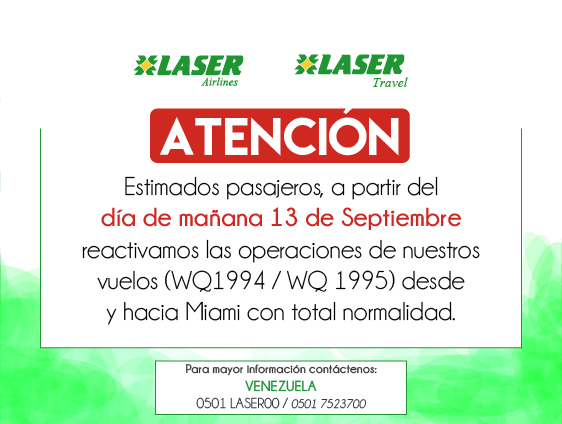 LASER Airlines
LASER Travel
ATENCIÓN
Estimados pasajeros, a partir del
día de mañana 13 de Septiembre
reactivamos las operaciones de nuestros
vuelos (WQ1994 / WQ 1995) desde
y hacia Miami con total normalidad.
Para mayor información contáctenos:
VENEZUELA
0501 LASER00 / 0501 7523700